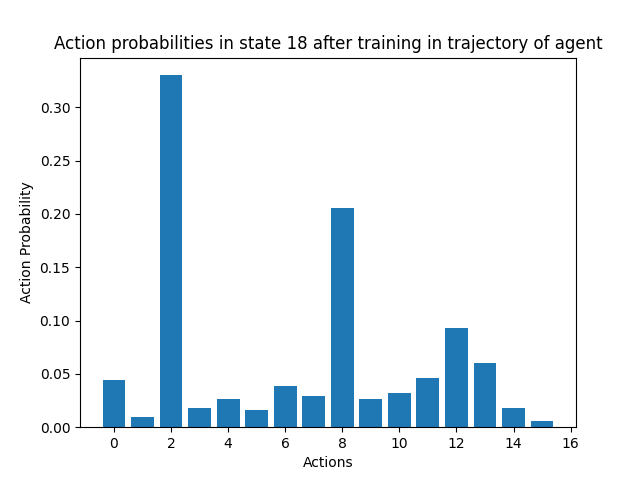 Action probabilities in state 18 after training in trajectory of agent
0.30
0.25
0.20
0.15
0.10
0.05
0.00
Action Probability
0 2 4 6 8 10 12 14 16
Actions